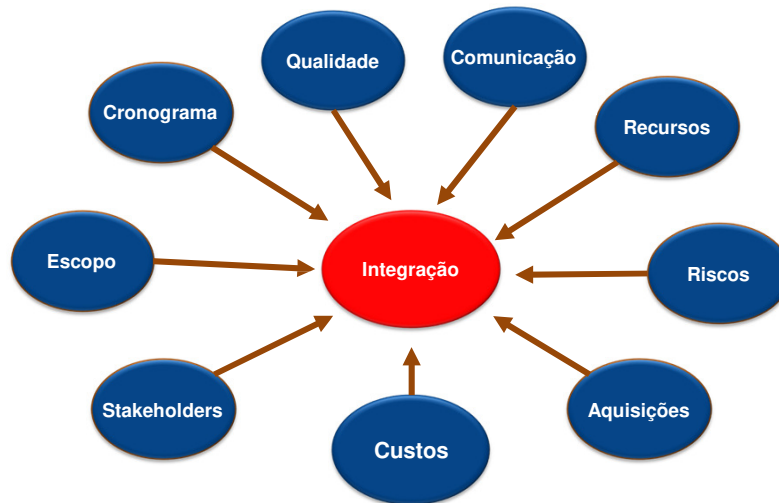 Qualidade
Comunicação
Cronograma
Recursos
Escopo
Integração
Riscos
Stakeholders
Aquisições
Custos